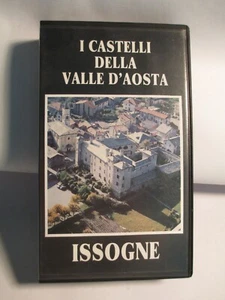 I CASTELLI
DELLA
VALLE D'AOSTA
ISSOGNE